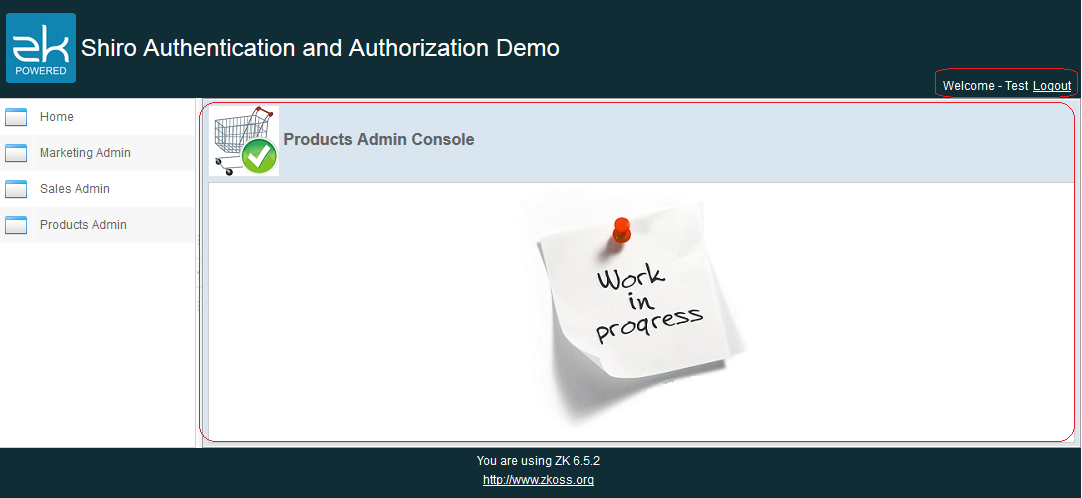 zk
POWERED
Shiro Authentication and Authorization Demo
Welcome - Test Logout
Home
Marketing Admin
Sales Admin
Products Admin
Products Admin Console
Work
in
progress
You are using ZK 6.5.2
http://www.zkoss.org